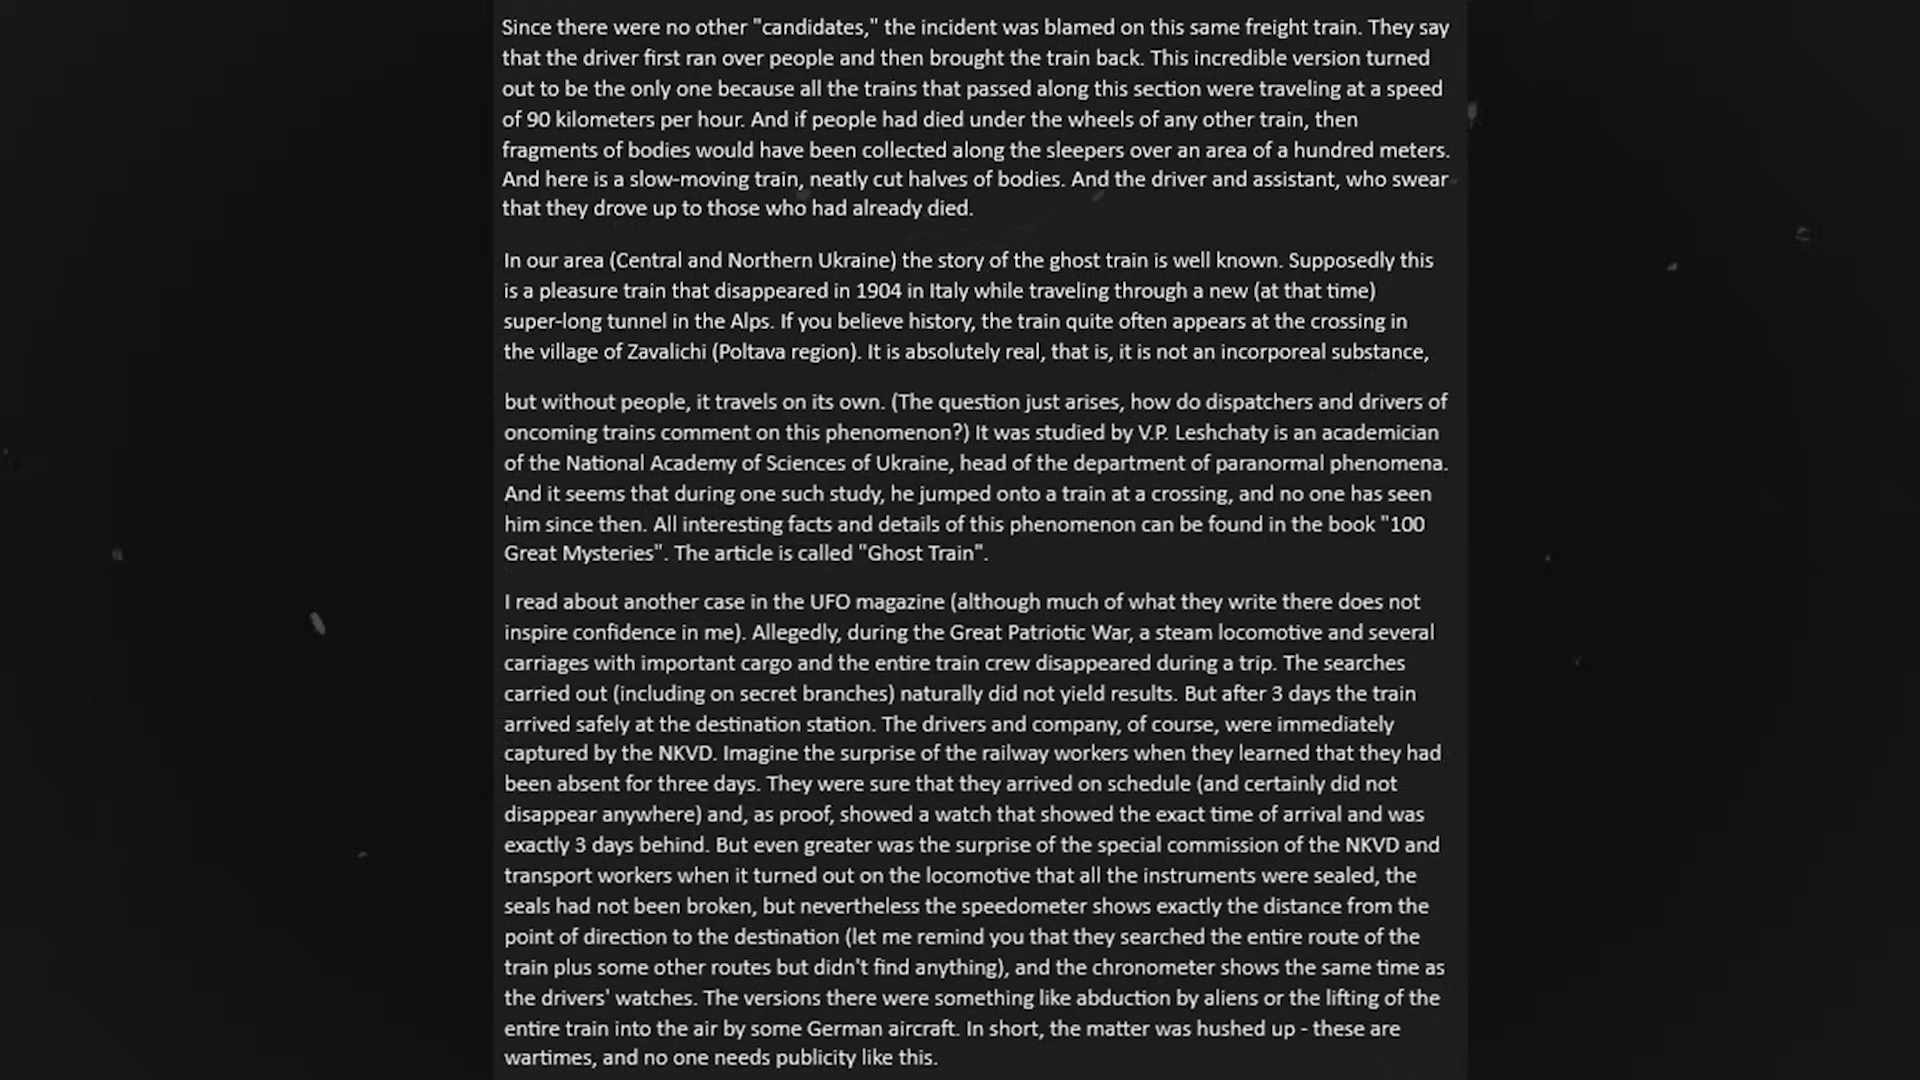 Since there were no other "candidates," the incident was blamed on this same freight train. They say
that the driver first ran over people and then brought the train back. This incredible version turned
out to be the only one because all the trains that passed along this section were traveling at a speed
of 90 kilometers per hour. And if people had died under the wheels of any other train, then
fragments of bodies would have been collected along the sleepers over an area of a hundred meters.
And here is a slow-moving train, neatly cut halves of bodies. And the driver and assistant, who swear
that they drove up to those who had already died.
In our area (Central and Northern Ukraine) the story of the ghost train is well known. Supposedly this
is a pleasure train that disappeared in 1904 in Italy while traveling through a new (at that time)
super-long tunnel in the Alps. If you believe history, the train quite often appears at the crossing in
the village of Zavalichi (Poltava region). It is absolutely real, that is, it is not an incorporeal substance,
but without people, it travels on its own. (The question just arises, how do dispatchers and drivers of
oncoming trains comment on this phenomenon?) It was studied by V.P. Leshchaty is an academician
of the National Academy of Sciences of Ukraine, head of the department of paranormal phenomena.
And it seems that during one such study, he jumped onto a train at a crossing, and no one has seen
him since then. All interesting facts and details of this phenomenon can be found in the book "100
Great Mysteries". The article is called "Ghost Train".
I read about another case in the UFO magazine (although much of what they write there does not
inspire confidence in me). Allegedly, during the Great Patriotic War, a steam locomotive and several
carriages with important cargo and the entire train crew disappeared during a trip. The searches
carried out (including on secret branches) naturally did not yield results. But after 3 days the train
arrived safely at the destination station. The drivers and company, of course, were immediately
captured by the NKVD. Imagine the surprise of the railway workers when they learned that they had
been absent for three days. They were sure that they arrived on schedule (and certainly did not
disappear anywhere) and, as proof, showed a watch that showed the exact time of arrival and was
exactly 3 days behind. But even greater was the surprise of the special commission of the NKVD and
transport workers when it turned out on the locomotive that all the instruments were sealed, the
seals had not been broken, but nevertheless the speedometer shows exactly the distance from the
point of direction to the destination (let me remind you that they searched the entire route of the
train plus some other routes but didn't find anything), and the chronometer shows the same time as
the drivers' watches. The versions there were something like abduction by aliens or the lifting of the
entire train into the air by some German aircraft. In short, the matter was hushed up - these are
wartimes, and no one needs publicity like this.